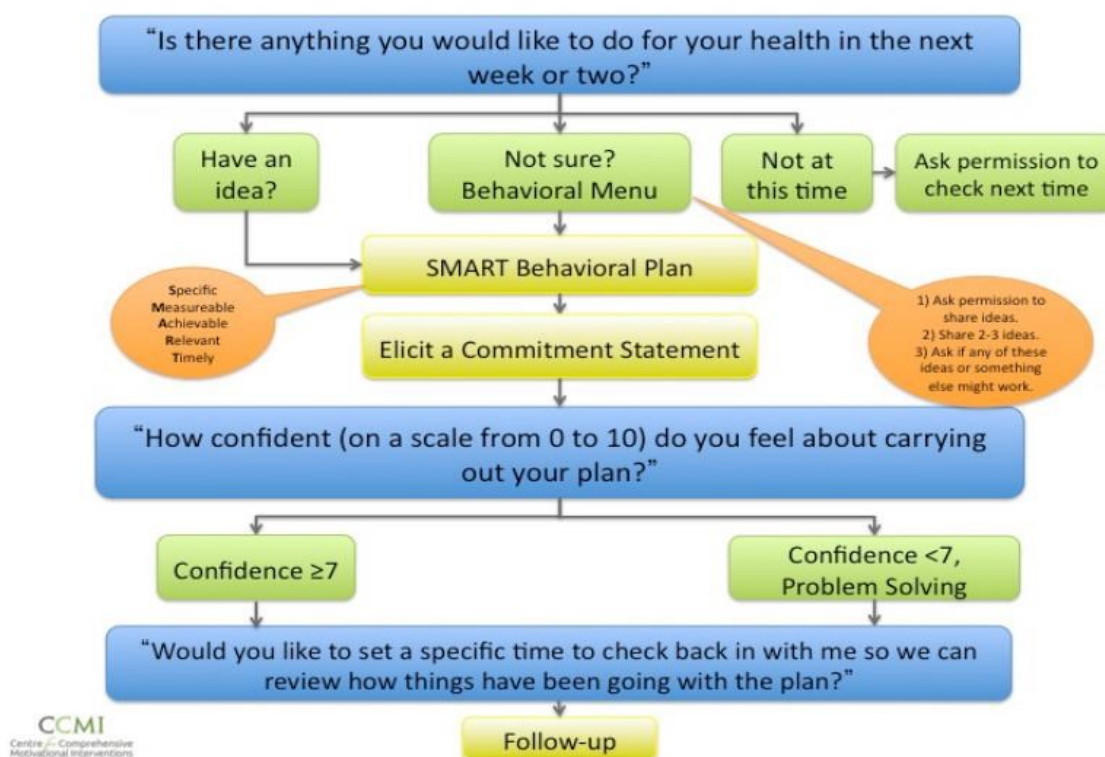 “Is there anything you would like to do for your health in the next
week or two?”
Have an
idea?
Not sure?
Behavioral Menu
Not at
this time
Ask permission to
check next time
SMART Behavioral Plan
Specific
Measureable
Achievable
Relevant
Timely
1) Ask permission to
share ideas.
2) Share 2-3 ideas.
3) Ask if any of these
ideas or something
else might work.
Elicit a Commitment Statement
“How confident (on a scale from 0 to 10) do you feel about carrying
out your plan?”
Confidence ≥7
Confidence <7,
Problem Solving
“Would you like to set a specific time to check back in with me so we can
review how things have been going with the plan?”
Follow-up
CCMI
Centre for Comprehensive
Motivational Interventions